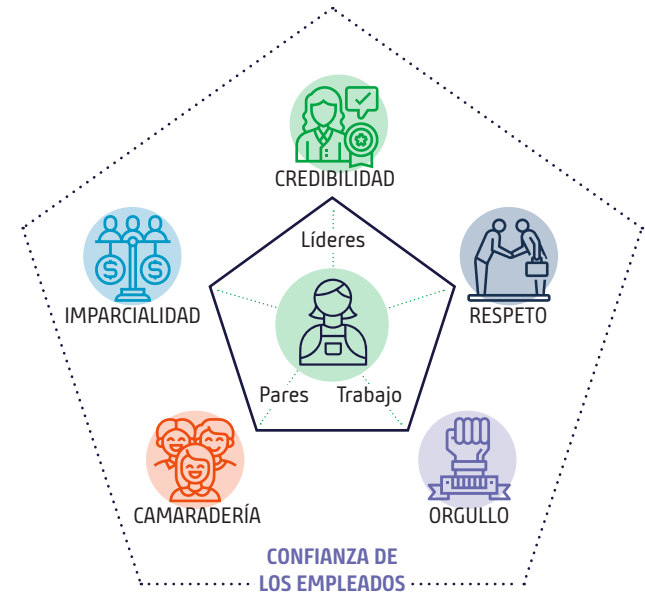 CREDIBILIDAD
Líderes
IMPARCIALIDAD
RESPETO
Pares
Trabajo
CAMARADERÍA
ORGULLO
CONFIANZA DE
LOS EMPLEADOS